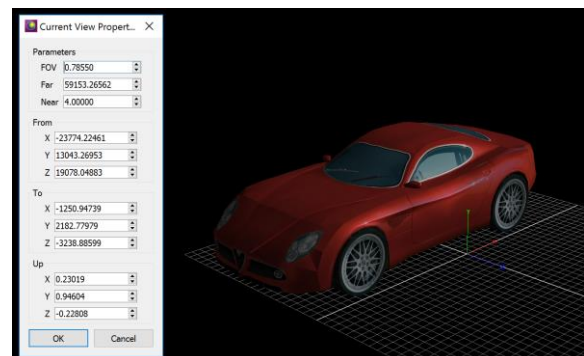 Current View Propert...
Parameters
FOV 0.78550
Far 59153.26562
Near 4.00000
From
X -23774.22461
Y 13043.26953
Z 19078.04883
To
X -1250.94739
Y 2182.77979
Z -3238.88599
Up
X 0.23019
Y 0.94604
Z -0.22808
OK Cancel